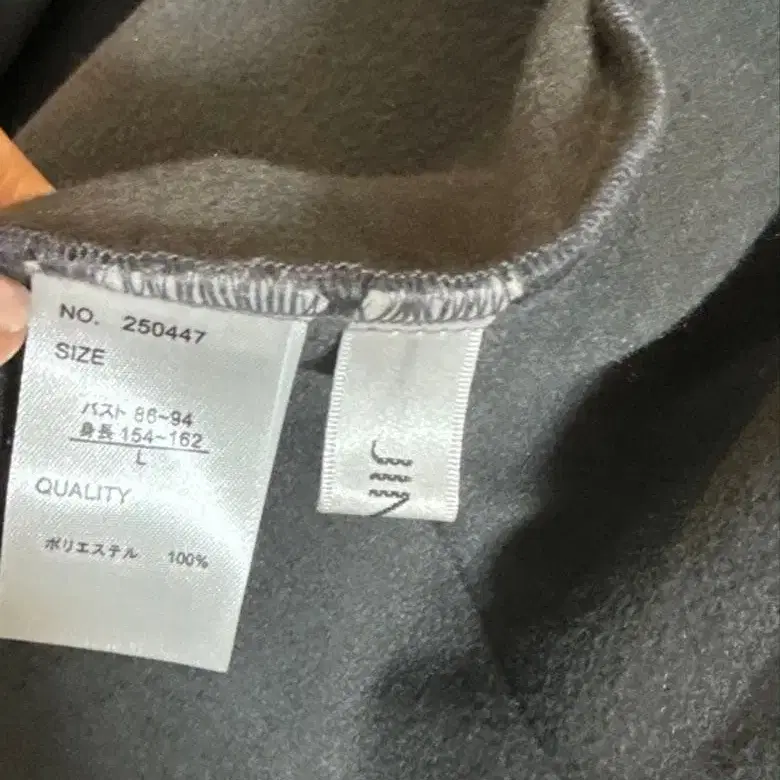 NO. 250447
SIZE
バスト 86~94
身長 154~162
L
QUALITY
ポリエステル 100%